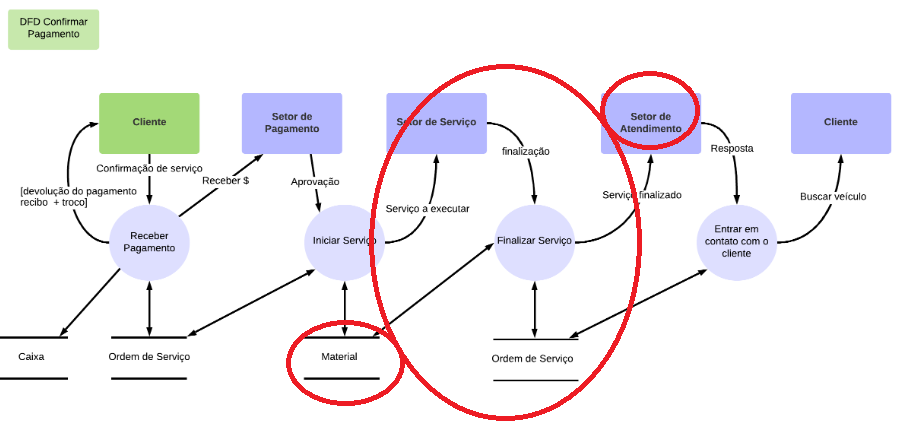 DFD Confirmar
Pagamento
Cliente
Setor de
Pagamento
Setor de Serviço
Setor de
Atendimento
Cliente
Confirmação de serviço
Receber $
Aprovação
finalização
Resposta
[devolução do pagamento
recibo + troco]
Serviço a executar
Serviço finalizado
Buscar veículo
Receber
Pagamento
Iniciar Serviço
Finalizar Serviço
Entrar em
contato com o
cliente
Caixa
Ordem de Serviço
Material
Ordem de Serviço